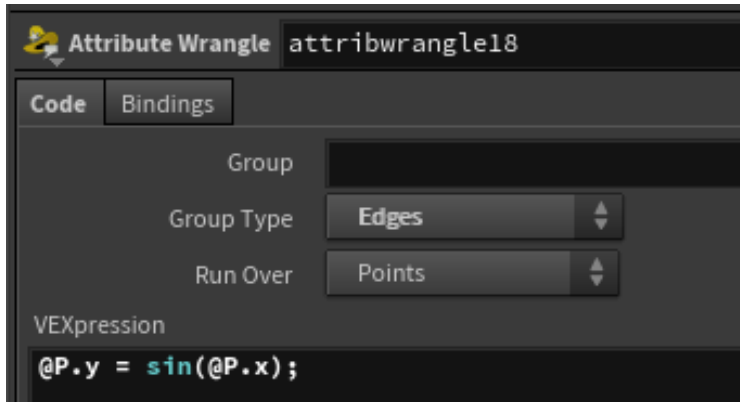 Attribute Wrangle attribwrangle18
Code Bindings
Group
Group Type Edges
Run Over Points
VEXpression
@P.y = sin(@P.x);